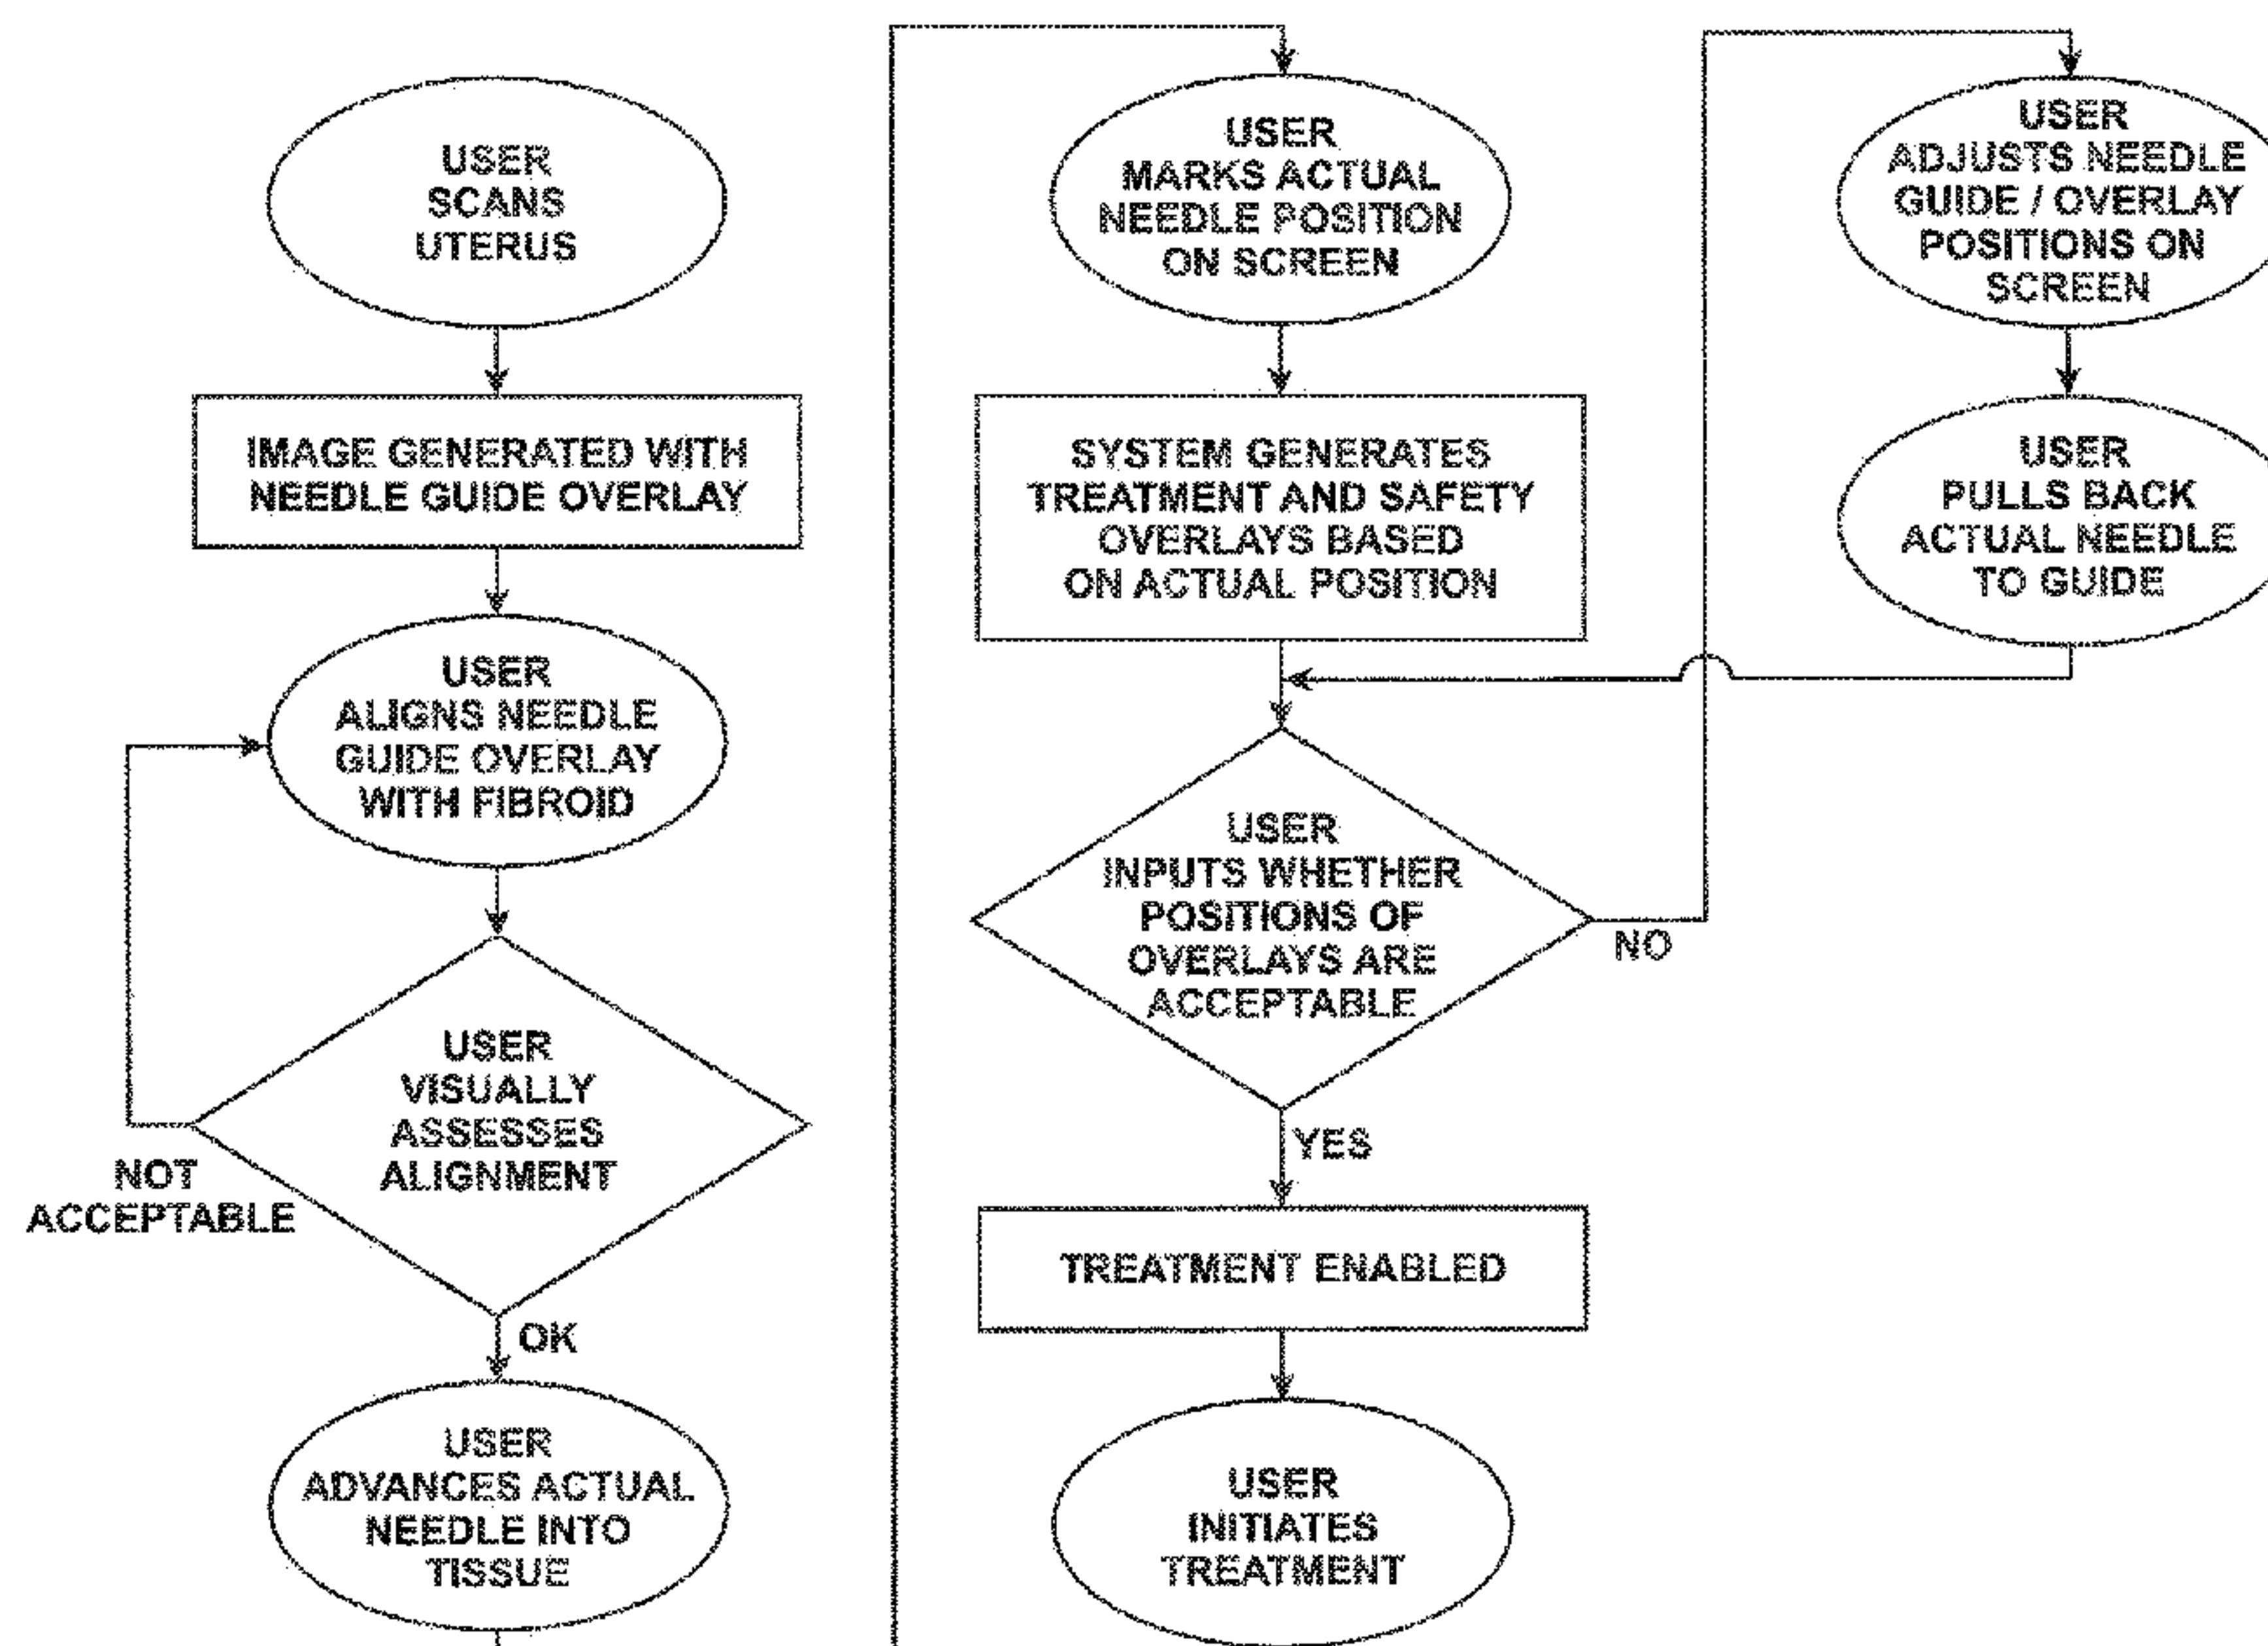 USER
SCANS
UTERUS
IMAGE GENERATED WITH
NEEDLE GUIDE OVERLAY
USER
ALIGNS NEEDLE
GUIDE OVERLAY
WITH FIBROID
USER
VISUALLY
ASSESSES
ALIGNMENT
NOT
ACCEPTABLE
OK
USER
ADVANCES ACTUAL
NEEDLE INTO
TISSUE
USER
MARKS ACTUAL
NEEDLE POSITION
ON SCREEN
SYSTEM GENERATES
TREATMENT AND SAFETY
OVERLAYS BASED
ON ACTUAL POSITION
USER
INPUTS WHETHER
POSITIONS OF
OVERLAYS ARE
ACCEPTABLE
NO
YES
TREATMENT ENABLED
USER
INITIATES
TREATMENT
USER
ADJUSTS NEEDLE
GUIDE / OVERLAY
POSITIONS ON
SCREEN
USER
PULLS BACK
ACTUAL NEEDLE
TO GUIDE